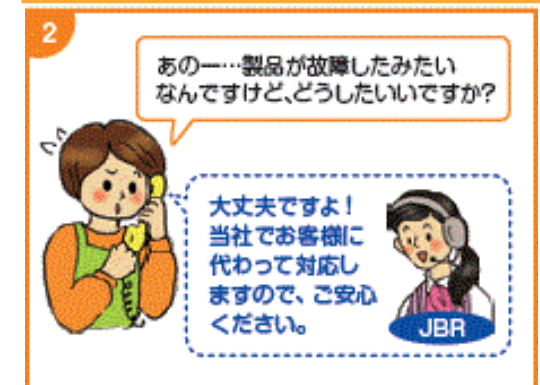 2
あのー…製品が故障したみたい
なんですけど、どうしたいいですか?
大丈夫ですよ!
当社でお客様に
代わって対応し
ますので、ご安心
ください。
JBR